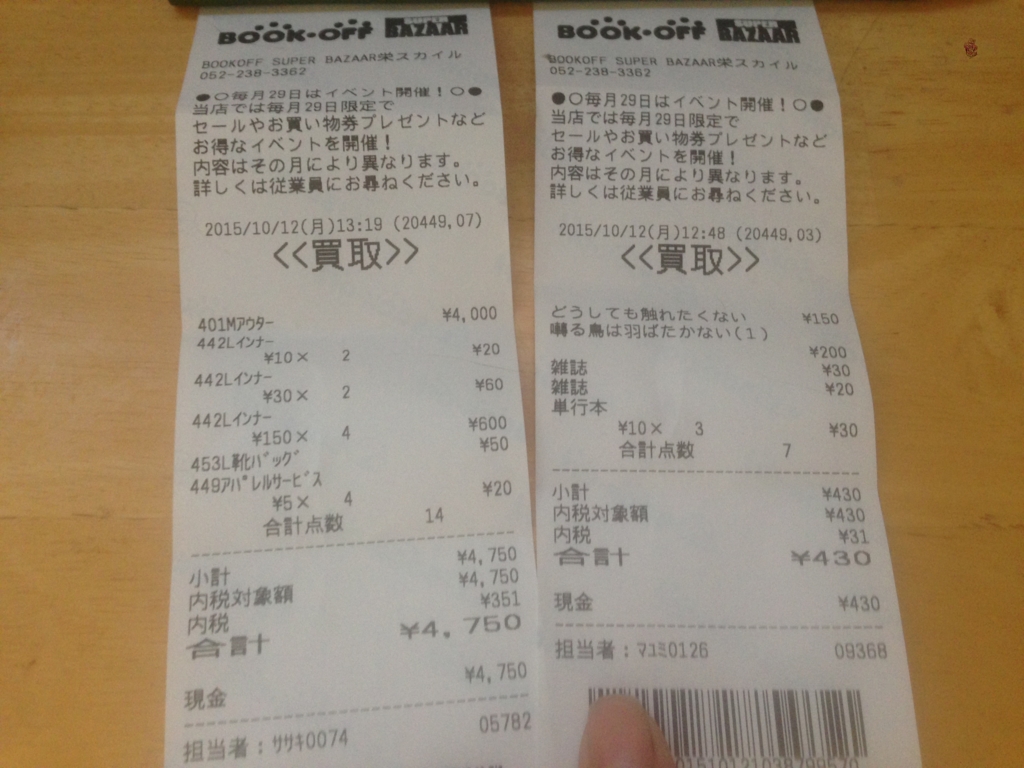 BOOK-OFF SUPER BAZAAR
BOOKOFF SUPER BAZAAR栄スカイル
052-238-3362
●○毎月29日はイベント開催！○●
当店では毎月29日限定で
セールやお買い物券プレゼントなど
お得なイベントを開催！
内容はその月により異なります。
詳しくは従業員にお尋ねください。
2015/10/12(月)13:19 (20449,07)
<<買取>>
401Mアウター ¥4,000
442Lインナー
¥10× 2 ¥20
442Lインナー
¥30× 2 ¥60
442Lインナー
¥150× 4 ¥600
453L靴バッグ ¥50
449アパレルサービス
¥5× 4 ¥20
合計点数 14
小計 ¥4,750
内税対象額 ¥4,750
内税 ¥351
合計 ¥4,750
現金 ¥4,750
担当者：ササキ0074 05782
BOOK-OFF SUPER BAZAAR
BOOKOFF SUPER BAZAAR栄スカイル
052-238-3362
●○毎月29日はイベント開催！○●
当店では毎月29日限定で
セールやお買い物券プレゼントなど
お得なイベントを開催！
内容はその月により異なります。
詳しくは従業員にお尋ねください。
2015/10/12(月)12:48 (20449,03)
<<買取>>
どうしても触れたくない ¥150
囀る鳥は羽ばたかない(1) ¥200
雑誌 ¥30
雑誌 ¥20
単行本
¥10× 3 ¥30
合計点数 7
小計 ¥430
内税対象額 ¥430
内税 ¥31
合計 ¥430
現金 ¥430
担当者：マユミ0126 09368